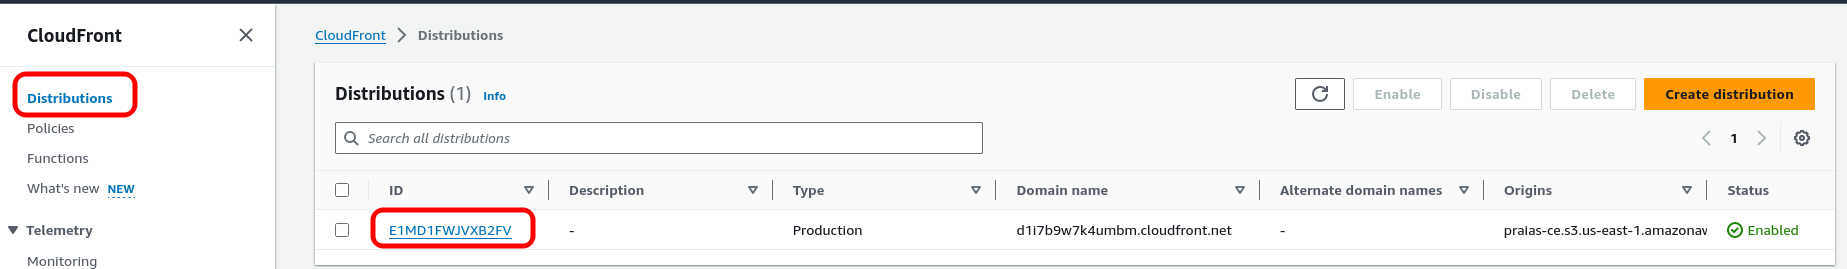 CloudFront
Distributions
Policies
Functions
What's new NEW
Telemetry
Monitoring
CloudFront > Distributions
Distributions (1) Info
Enable Disable Delete Create distribution
Search all distributions
1
ID Description Type Domain name Alternate domain names Origins Status
E1MD1FWJVXB2FV - Production d1i7b9w7k4umbm.cloudfront.net - praias-ce.s3.us-east-1.amazonav Enabled